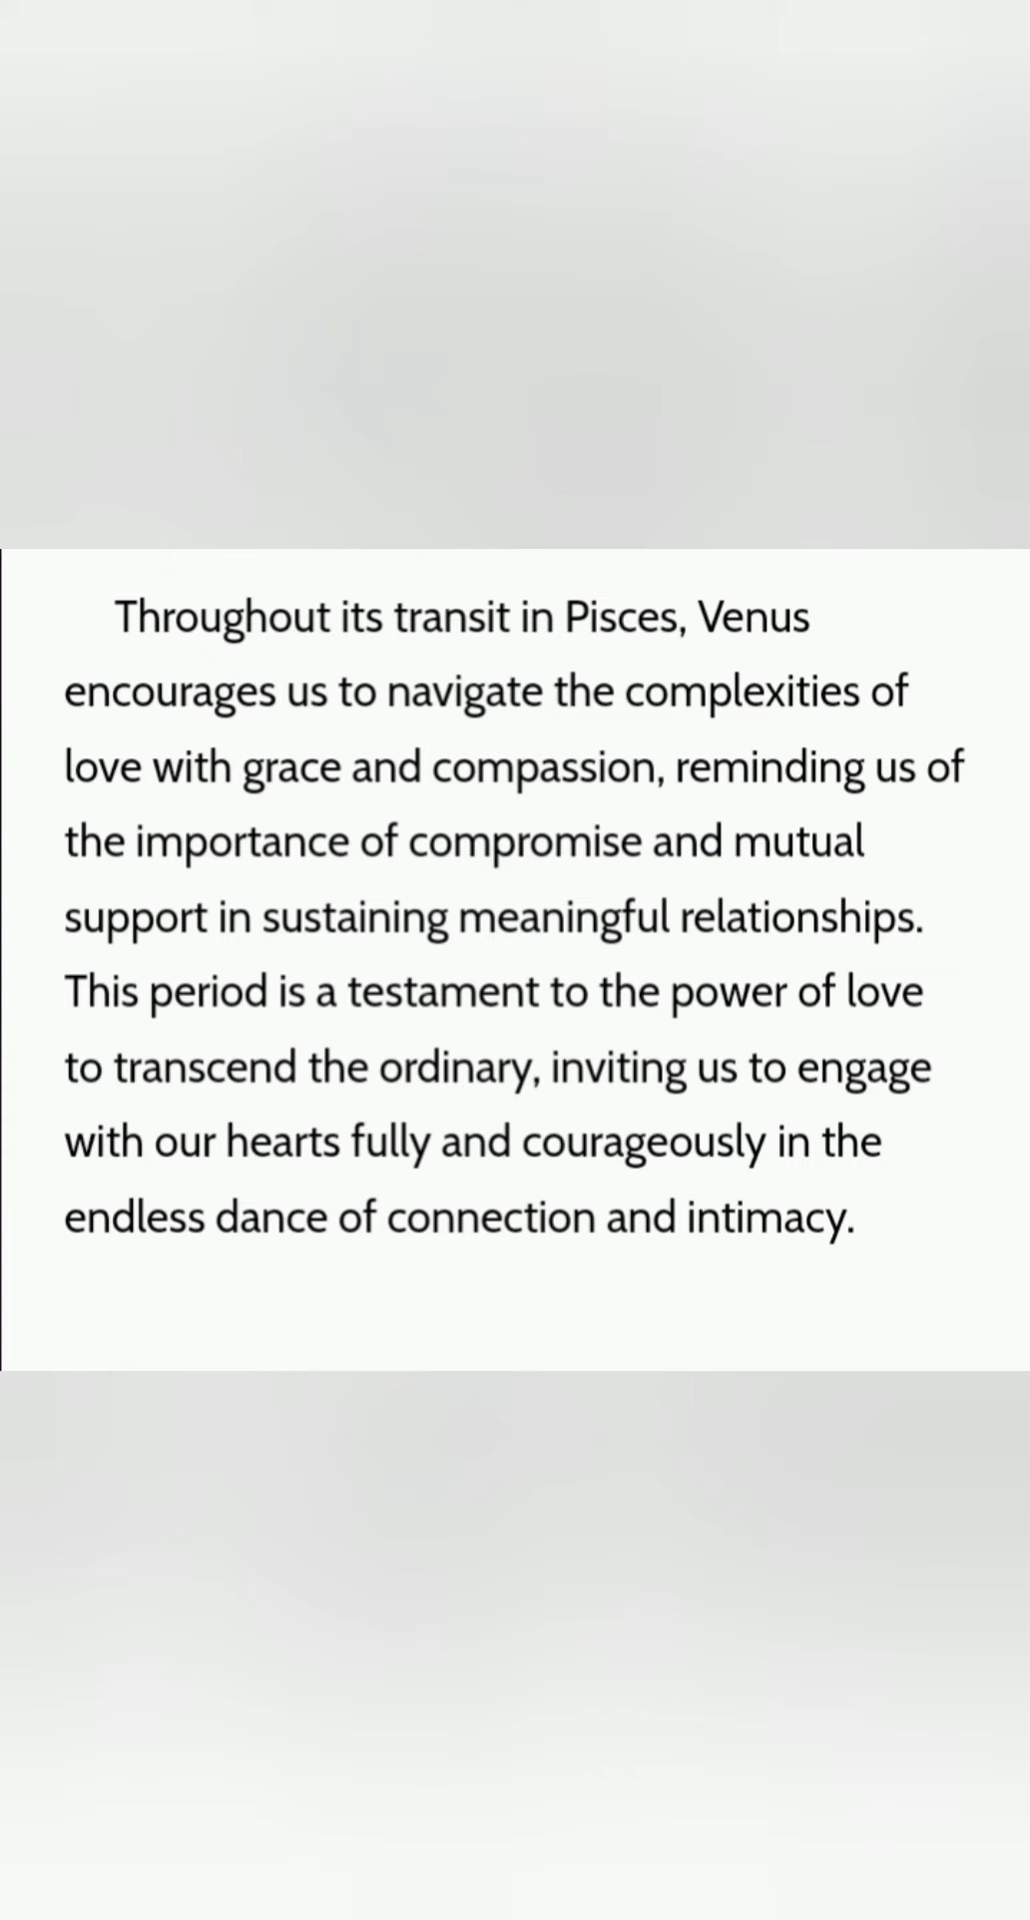 Throughout its transit in Pisces, Venus
encourages us to navigate the complexities of
love with grace and compassion, reminding us of
the importance of compromise and mutual
support in sustaining meaningful relationships.
This period is a testament to the power of love
to transcend the ordinary, inviting us to engage
with our hearts fully and courageously in the
endless dance of connection and intimacy.